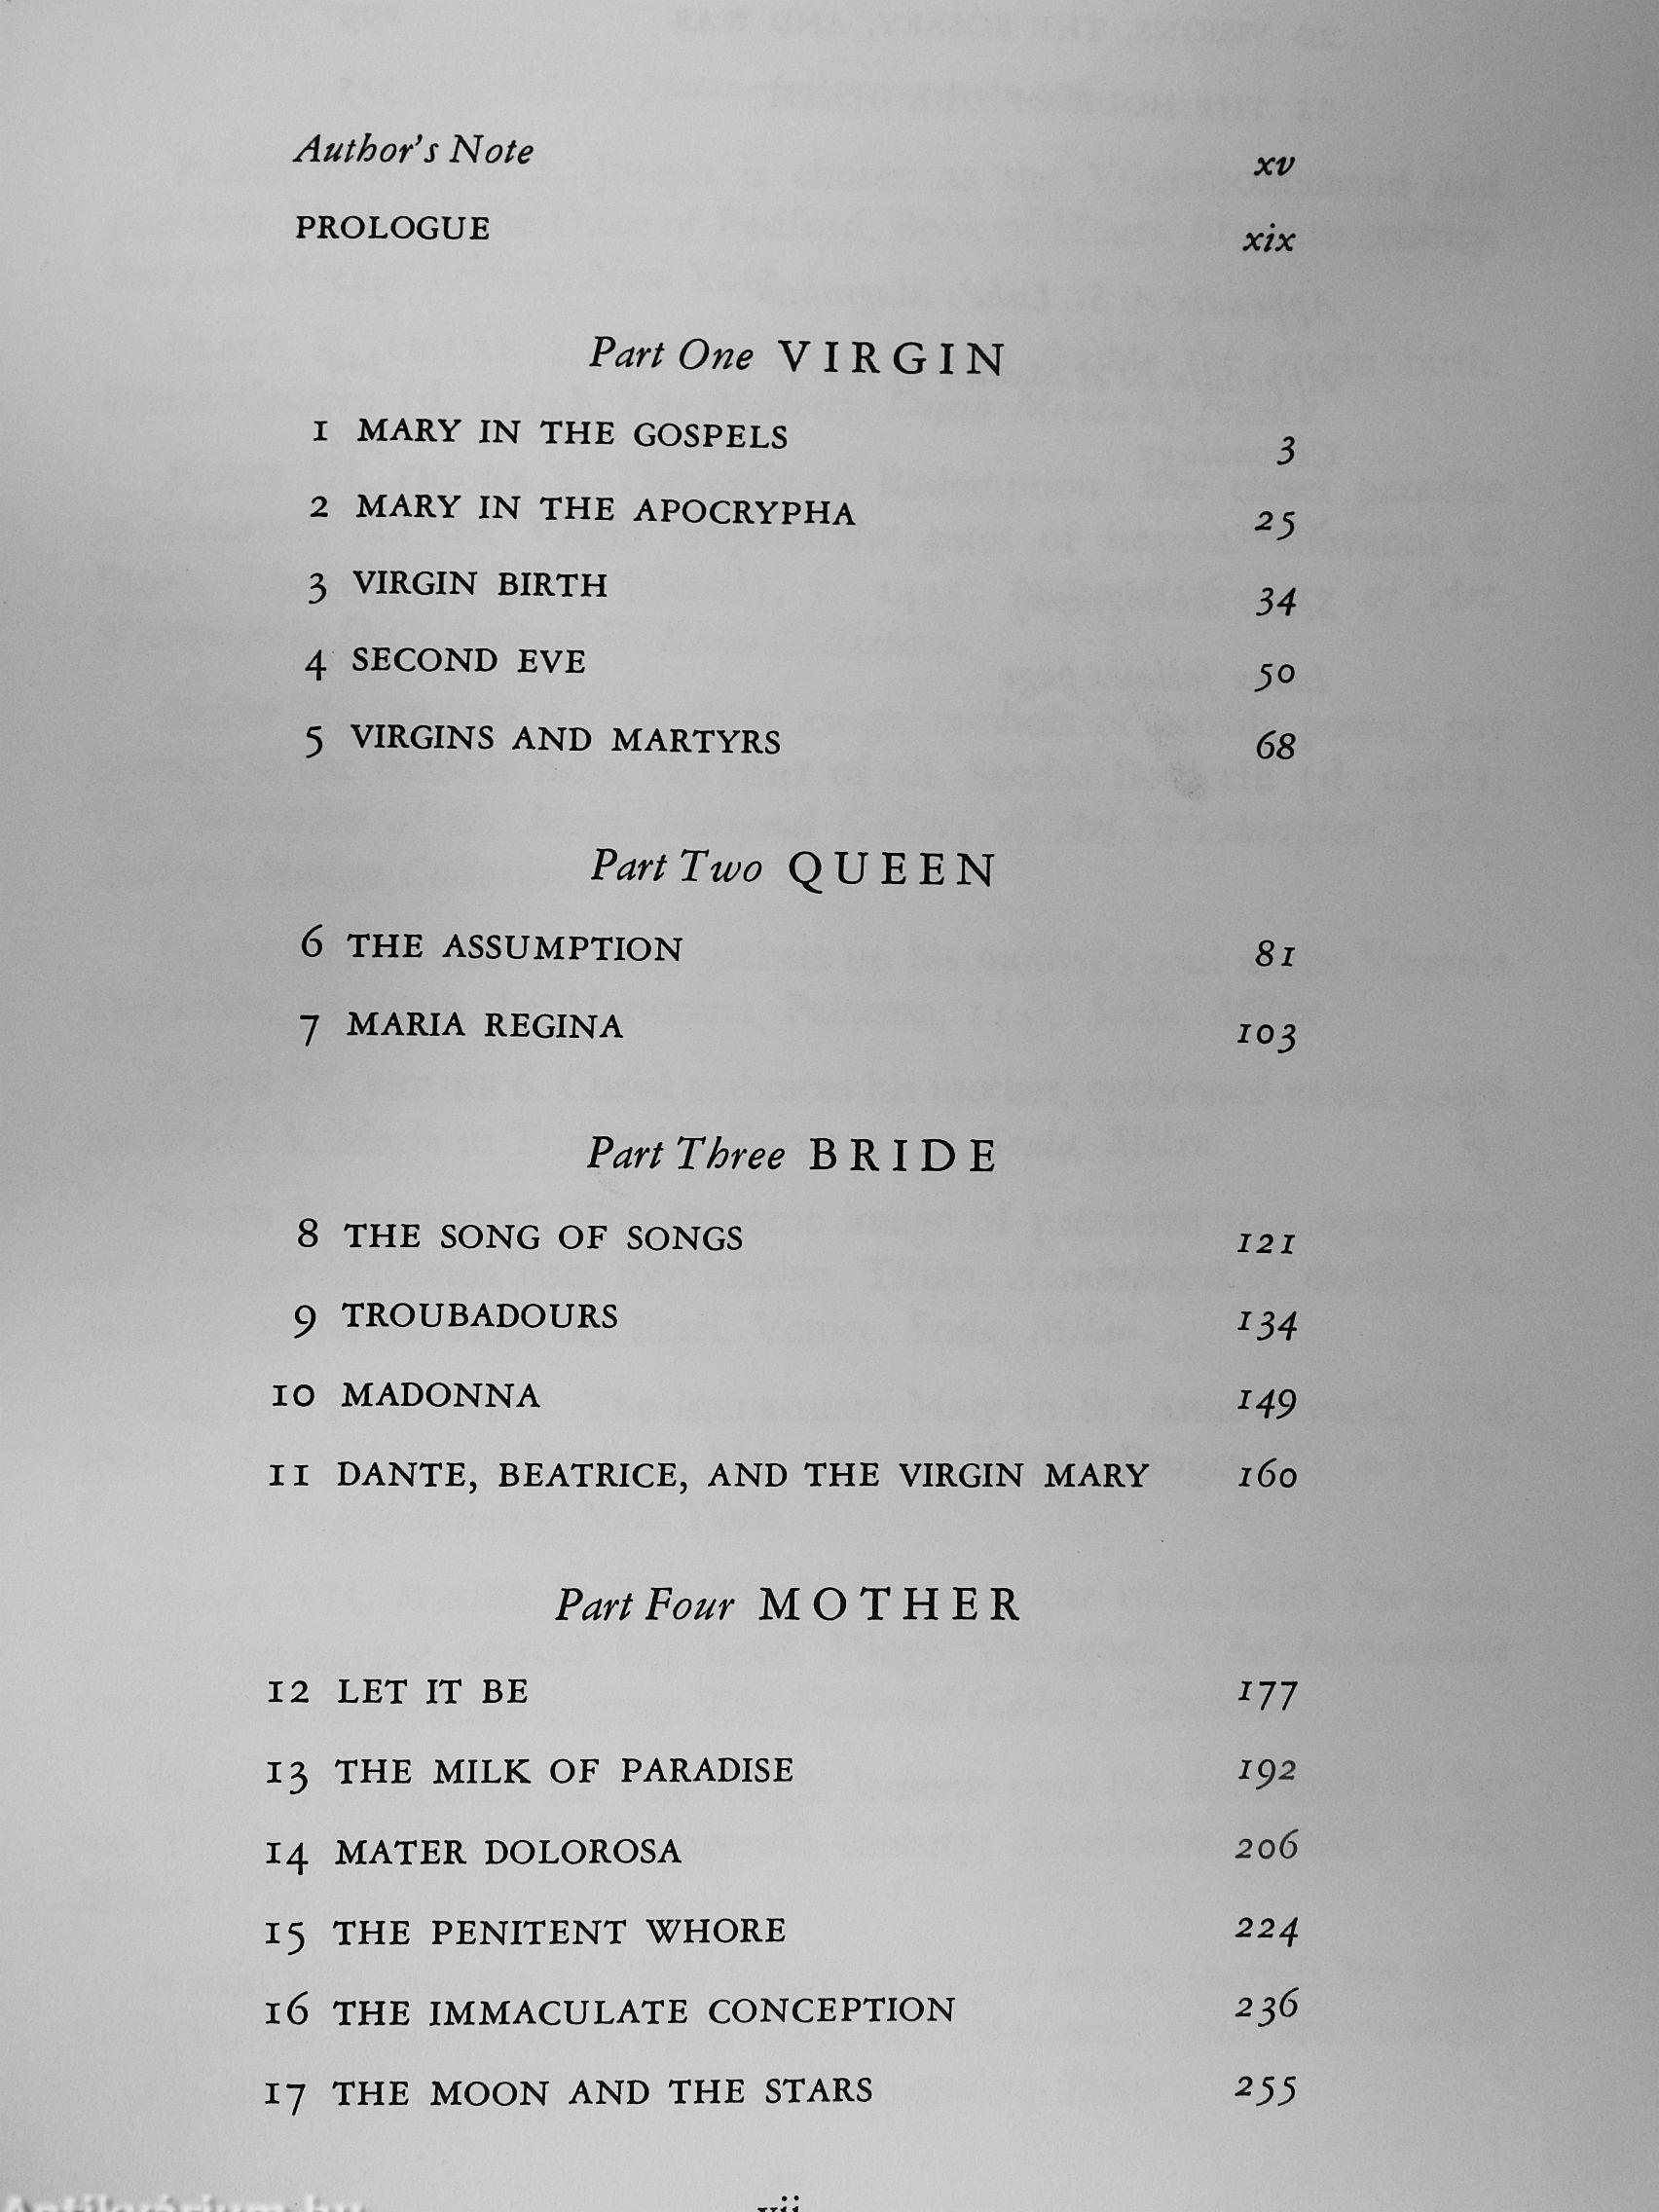 Author's Note xv
PROLOGUE xix
Part One VIRGIN
1 MARY IN THE GOSPELS 3
2 MARY IN THE APOCRYPHA 25
3 VIRGIN BIRTH 34
4 SECOND EVE 50
5 VIRGINS AND MARTYRS 68
Part Two QUEEN
6 THE ASSUMPTION 81
7 MARIA REGINA 103
Part Three BRIDE
8 THE SONG OF SONGS 121
9 TROUBADOURS 134
10 MADONNA 149
11 DANTE, BEATRICE, AND THE VIRGIN MARY 160
Part Four MOTHER
12 LET IT BE 177
13 THE MILK OF PARADISE 192
14 MATER DOLOROSA 206
15 THE PENITENT WHORE 224
16 THE IMMACULATE CONCEPTION 236
17 THE MOON AND THE STARS 255
vii